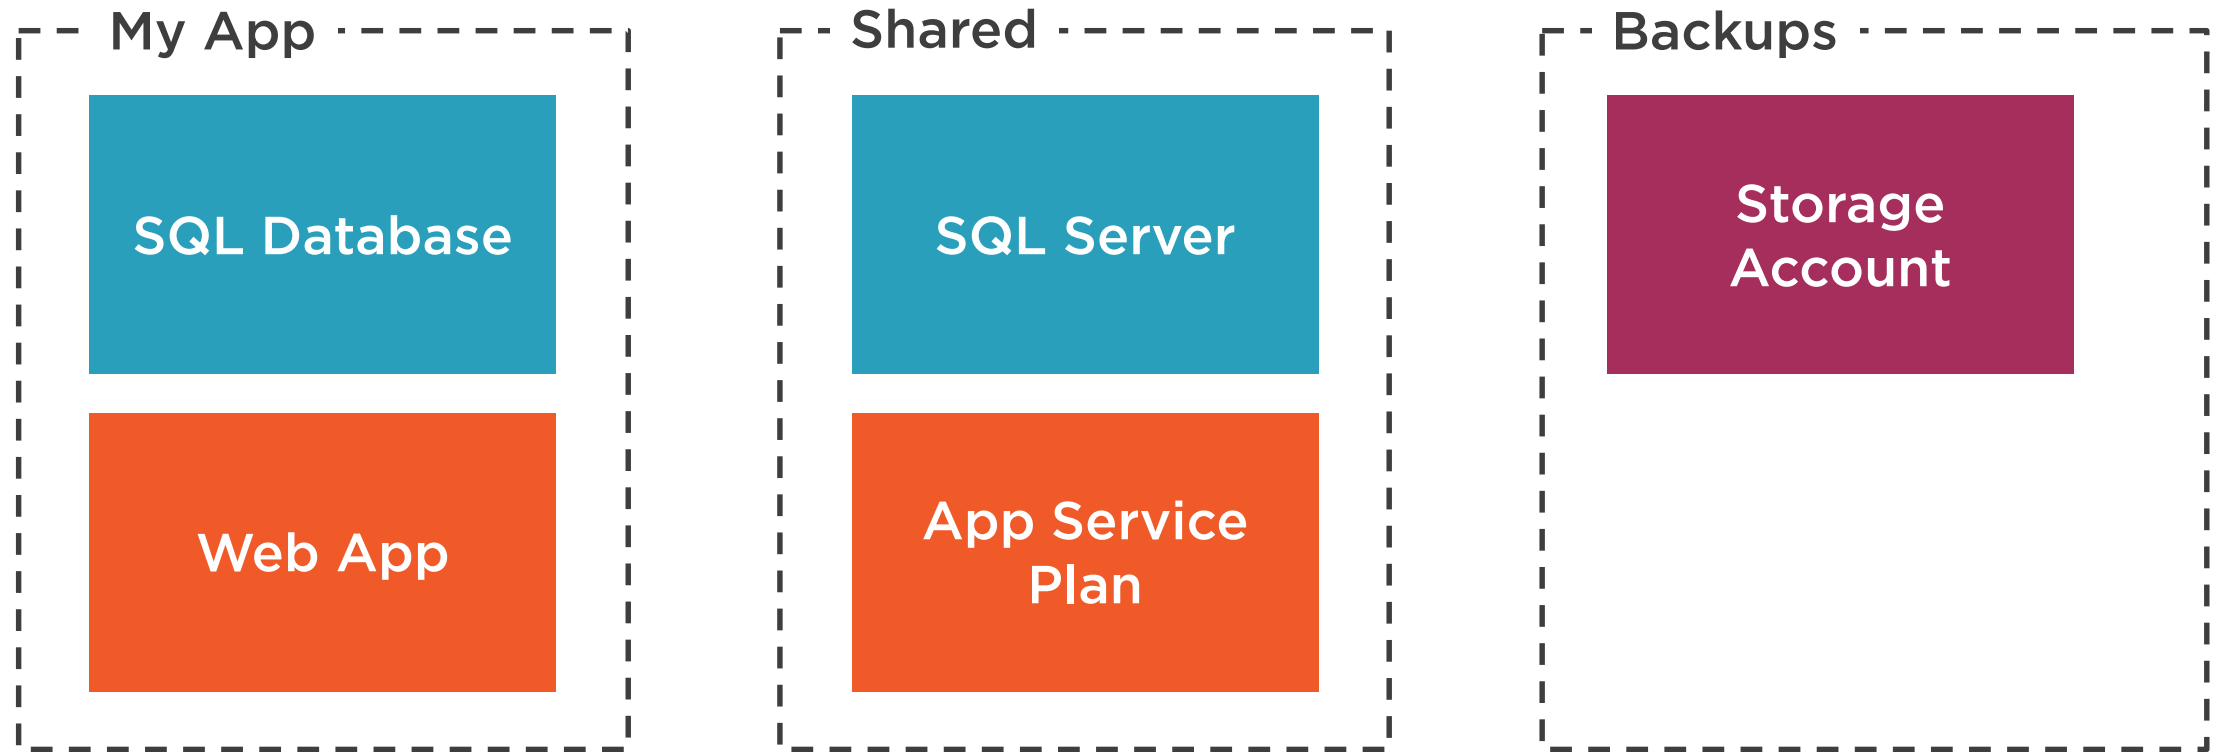 My App
SQL Database
Web App
Shared
SQL Server
App Service
Plan
Backups
Storage
Account